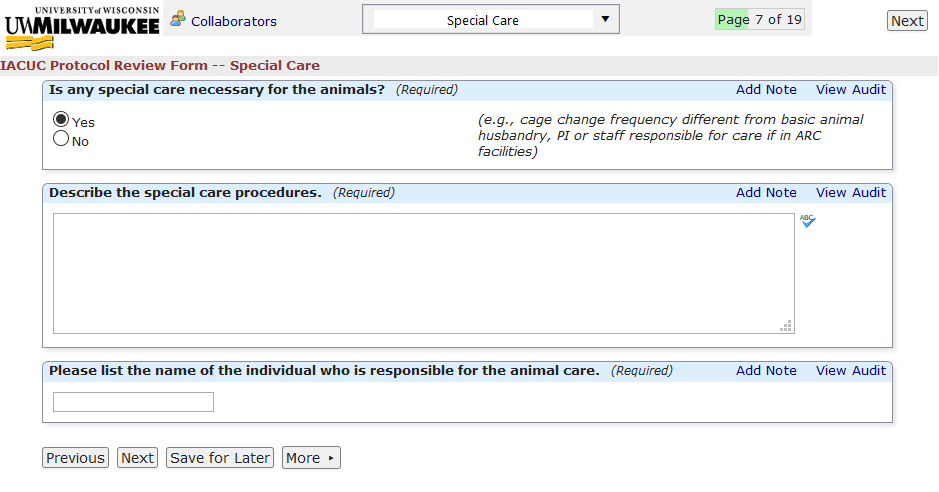 UNIVERSITY of WISCONSIN
UWMILWAUKEE
Collaborators
Special Care
Page 7 of 19
Next
IACUC Protocol Review Form -- Special Care
Is any special care necessary for the animals? (Required) Add Note View Audit
Yes
No
(e.g., cage change frequency different from basic animal
husbandry, PI or staff responsible for care if in ARC
facilities)
Describe the special care procedures. (Required) Add Note View Audit
ABC
Please list the name of the individual who is responsible for the animal care. (Required) Add Note View Audit
Previous Next Save for Later More